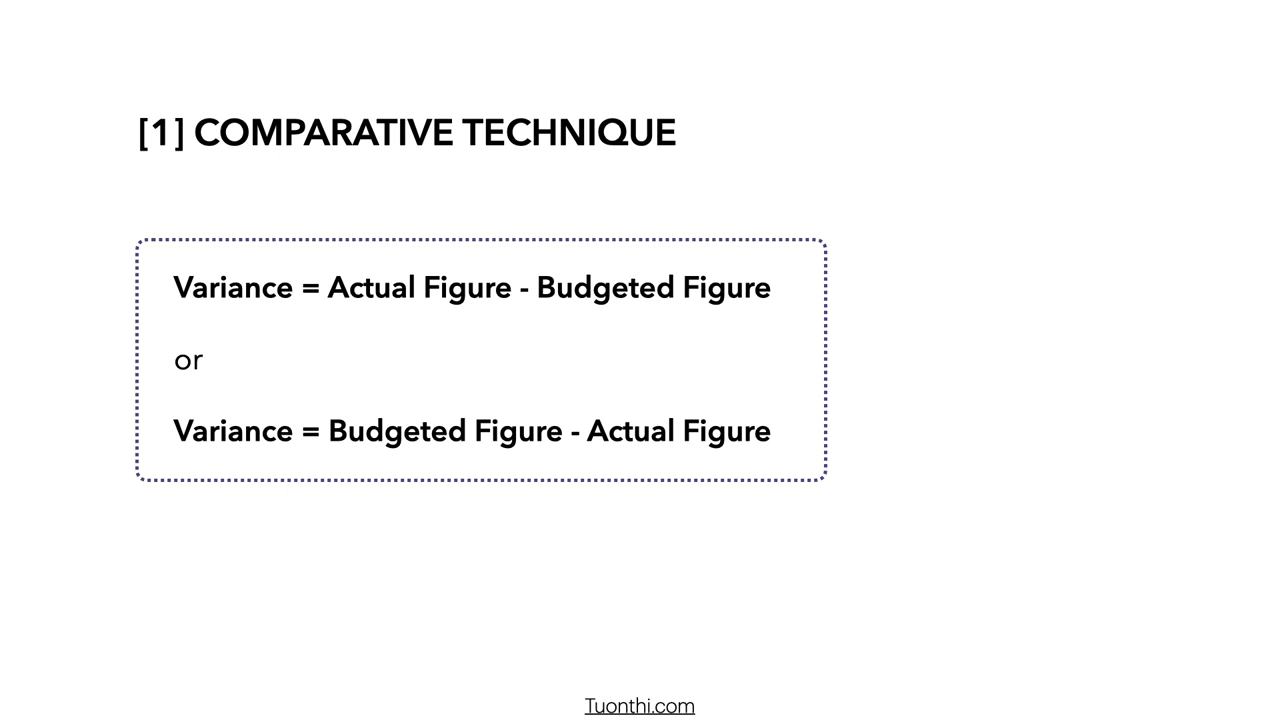 [1] COMPARATIVE TECHNIQUE
Variance = Actual Figure - Budgeted Figure
or
Variance = Budgeted Figure - Actual Figure
Tuonthi.com